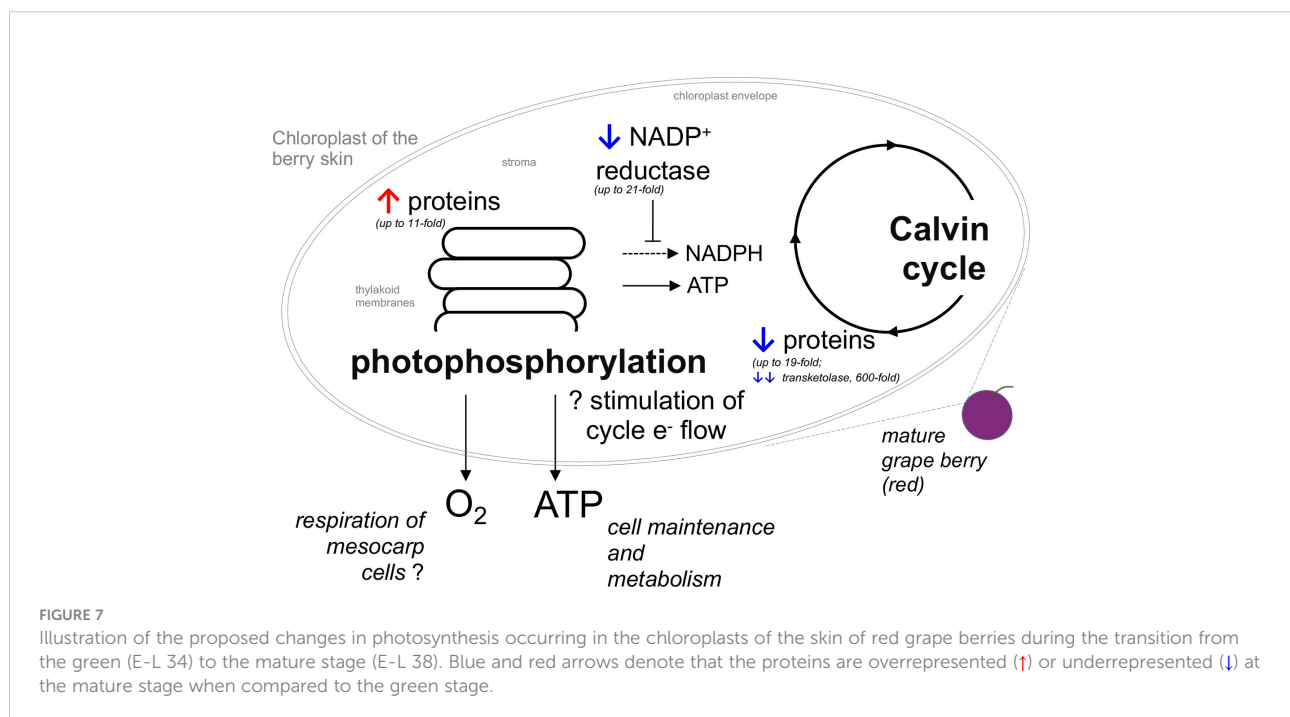 chloroplast envelope
Chloroplast of the
berry skin
stroma
↓ NADP⁺
reductase
(up to 21-fold)
↑ proteins
(up to 11-fold)
NADPH
ATP
Calvin
cycle
thylakoid
membranes
photophosphorylation
↓ proteins
(up to 19-fold;
↓↓ transketolase, 600-fold)
? stimulation of
cycle e⁻ flow
mature
grape berry
(red)
O₂
ATP
respiration of
mesocarp
cells ?
cell maintenance
and
metabolism
FIGURE 7
Illustration of the proposed changes in photosynthesis occurring in the chloroplasts of the skin of red grape berries during the transition from
the green (E-L 34) to the mature stage (E-L 38). Blue and red arrows denote that the proteins are overrepresented (↑) or underrepresented (↓) at
the mature stage when compared to the green stage.